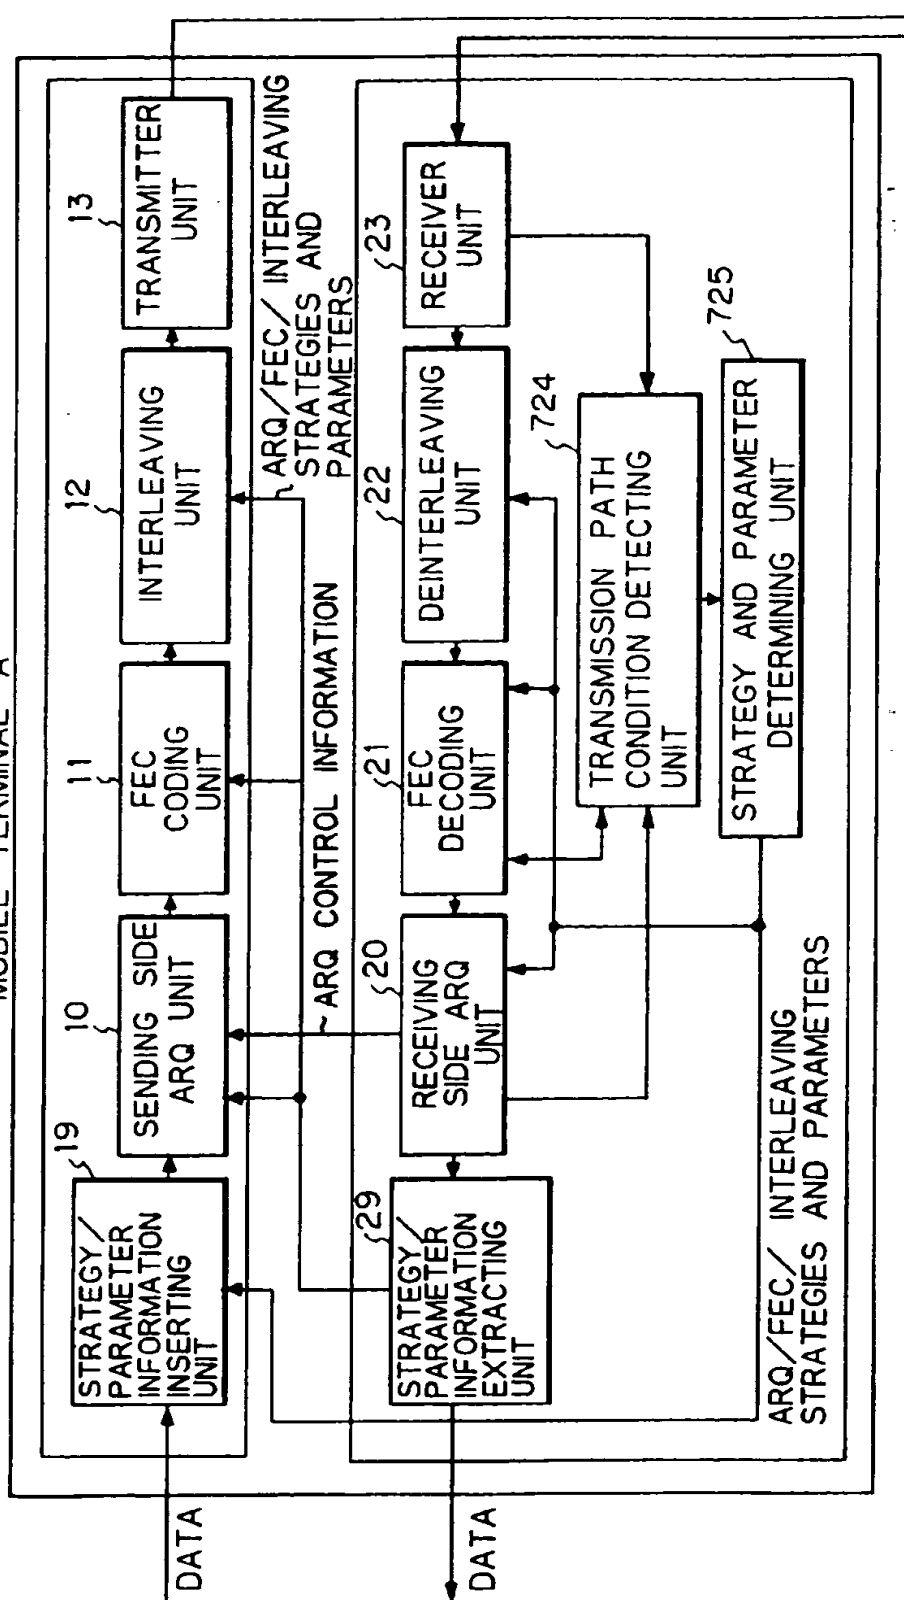 MOBILE TERMINAL A
DATA
19
STRATEGY/
PARAMETER
INFORMATION
INSERTING
UNIT
10
SENDING SIDE
ARQ UNIT
11
FEC
CODING
UNIT
12
INTERLEAVING
UNIT
13
TRANSMITTER
UNIT
ARQ CONTROL INFORMATION
ARQ/FEC/ INTERLEAVING
STRATEGIES AND
PARAMETERS
DATA
29
STRATEGY/
PARAMETER
INFORMATION
EXTRACTING
UNIT
20
RECEIVING
SIDE ARQ
UNIT
21
FEC
DECODING
UNIT
22
DEINTERLEAVING
UNIT
23
RECEIVER
UNIT
724
TRANSMISSION PATH
CONDITION DETECTING
UNIT
725
STRATEGY AND PARAMETER
DETERMINING UNIT
ARQ/FEC/ INTERLEAVING
STRATEGIES AND PARAMETERS